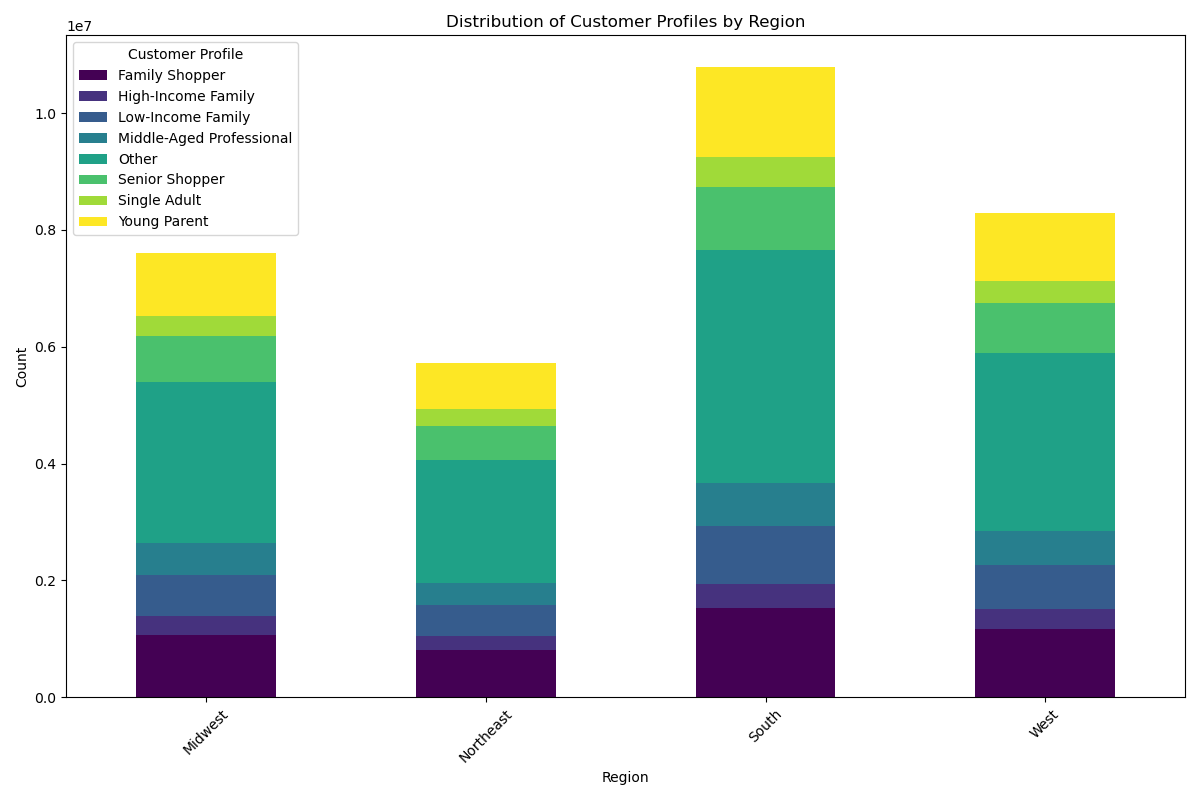 Distribution of Customer Profiles by Region
1e7
Customer Profile
Family Shopper
High-Income Family
Low-Income Family
Middle-Aged Professional
Other
Senior Shopper
Single Adult
Young Parent
1.0
0.8
0.6
0.4
0.2
0.0
Count
Midwest
Northeast
South
West
Region